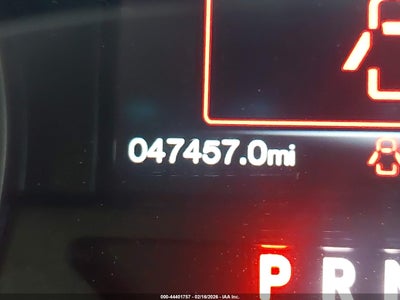 047457.0mi
P R N
000-44401757 - 02/18/2026 - IAA Inc.